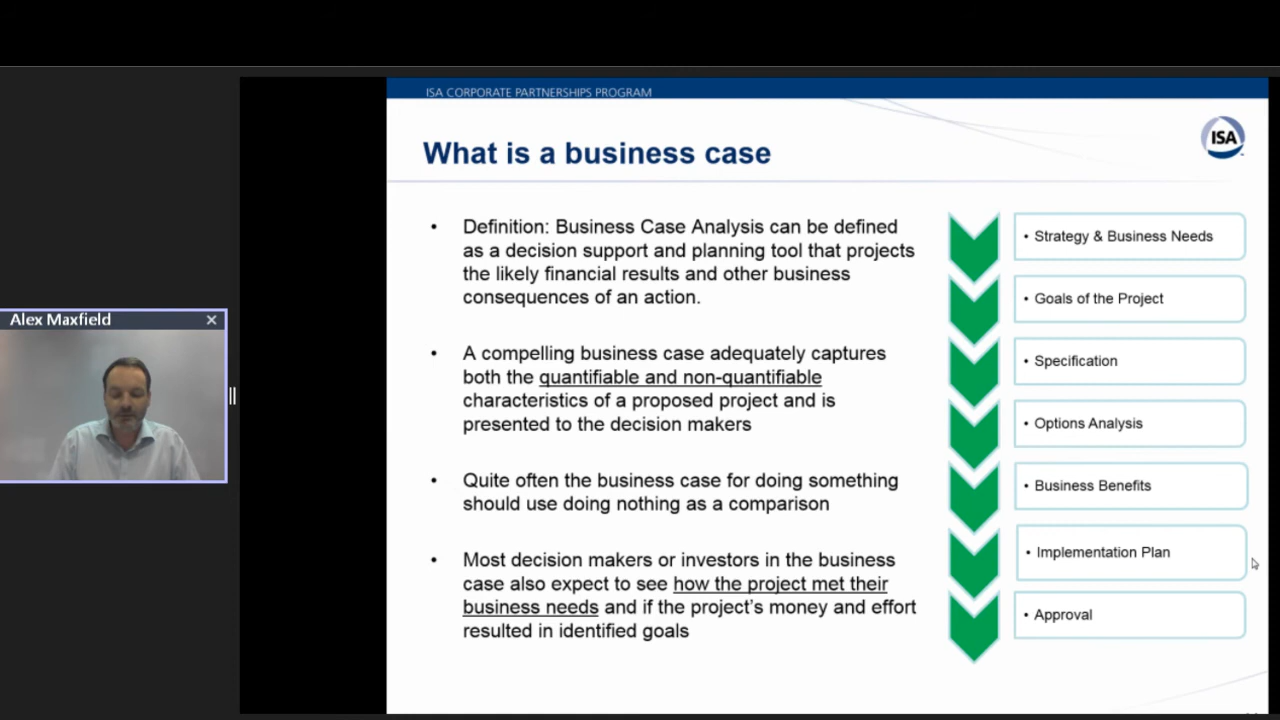 ISA CORPORATE PARTNERSHIPS PROGRAM
ISA
What is a business case
Alex Maxfield
• Definition: Business Case Analysis can be defined
as a decision support and planning tool that projects
the likely financial results and other business
consequences of an action.
• A compelling business case adequately captures
both the quantifiable and non-quantifiable
characteristics of a proposed project and is
presented to the decision makers
• Quite often the business case for doing something
should use doing nothing as a comparison
• Most decision makers or investors in the business
case also expect to see how the project met their
business needs and if the project's money and effort
resulted in identified goals
• Strategy & Business Needs
• Goals of the Project
• Specification
• Options Analysis
• Business Benefits
• Implementation Plan
• Approval